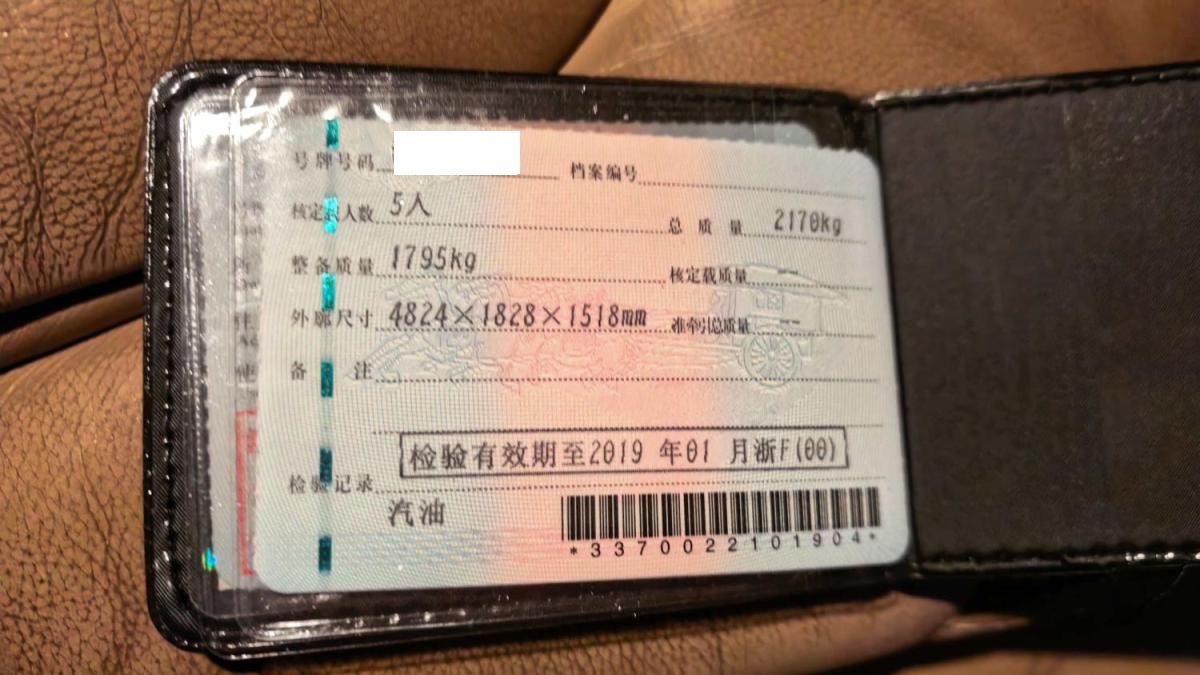 号牌号码 档案编号
核定载人数 5人 总质量 2170kg
整备质量 1795kg 核定载质量
外廓尺寸 4824×1828×1518mm 准牵引总质量
备注
检验有效期至2019 年01 月浙F(00)
检验记录
汽油
*3370022101904*